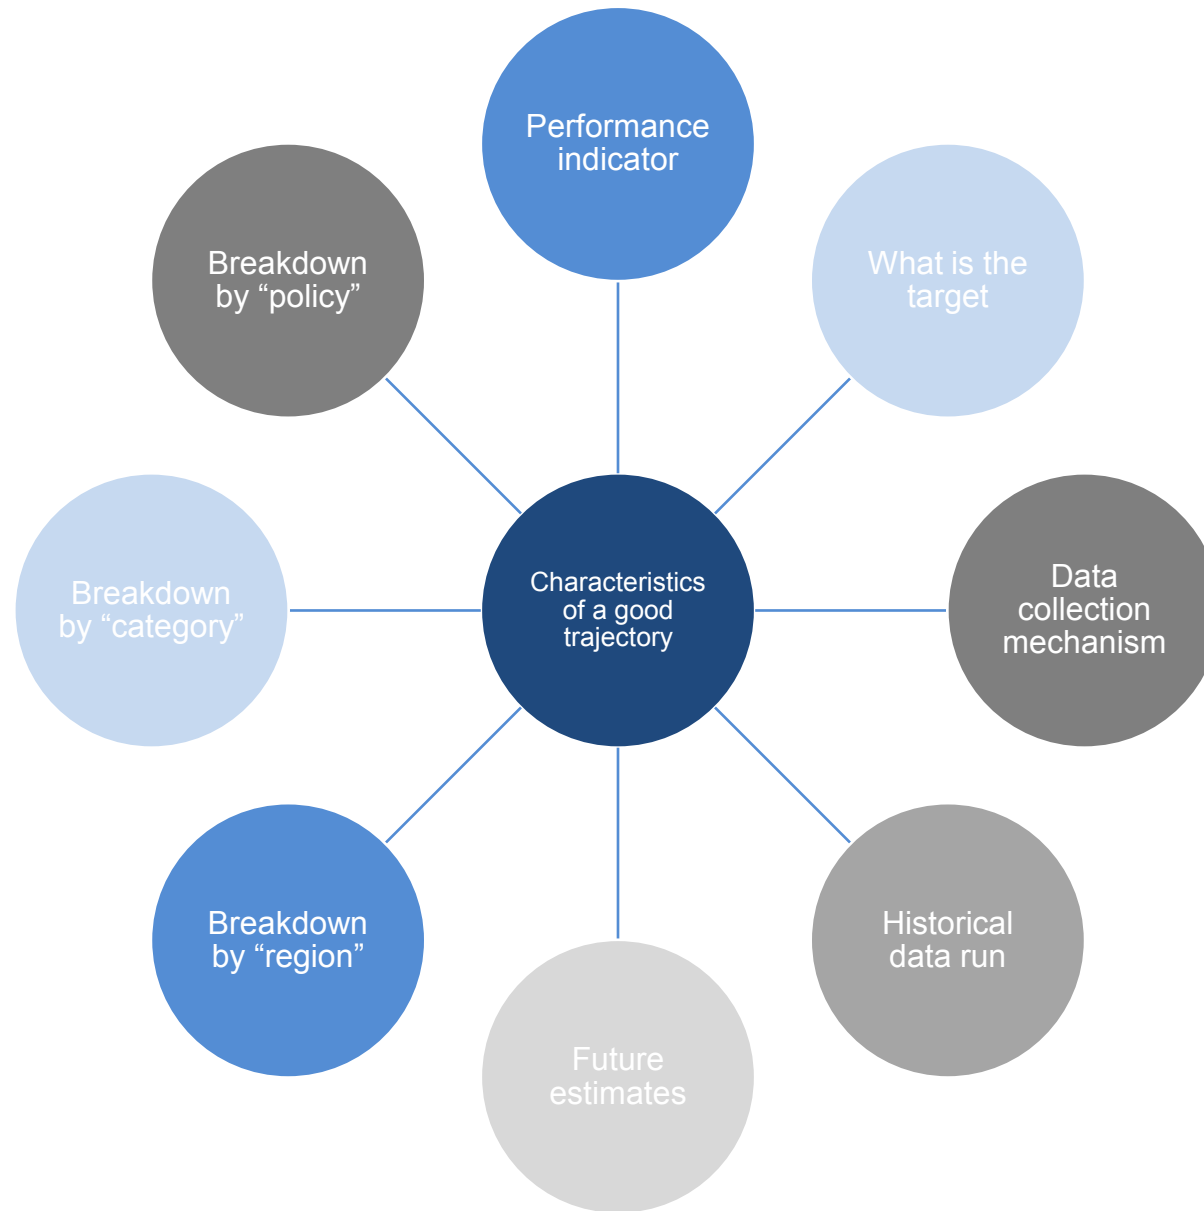 Performance
indicator
What is the
target
Data
collection
mechanism
Historical
data run
Future
estimates
Breakdown
by “region”
Breakdown
by “category”
Breakdown
by “policy”
Characteristics
of a good
trajectory